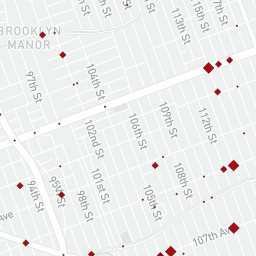 BROOKLYN
MANOR
115th St
113th St
97th St
104th St
109th St
112th St
106th St
102nd St
101st St
108th St
94th St
95th St
98th St
105th St
Ave
107th Av